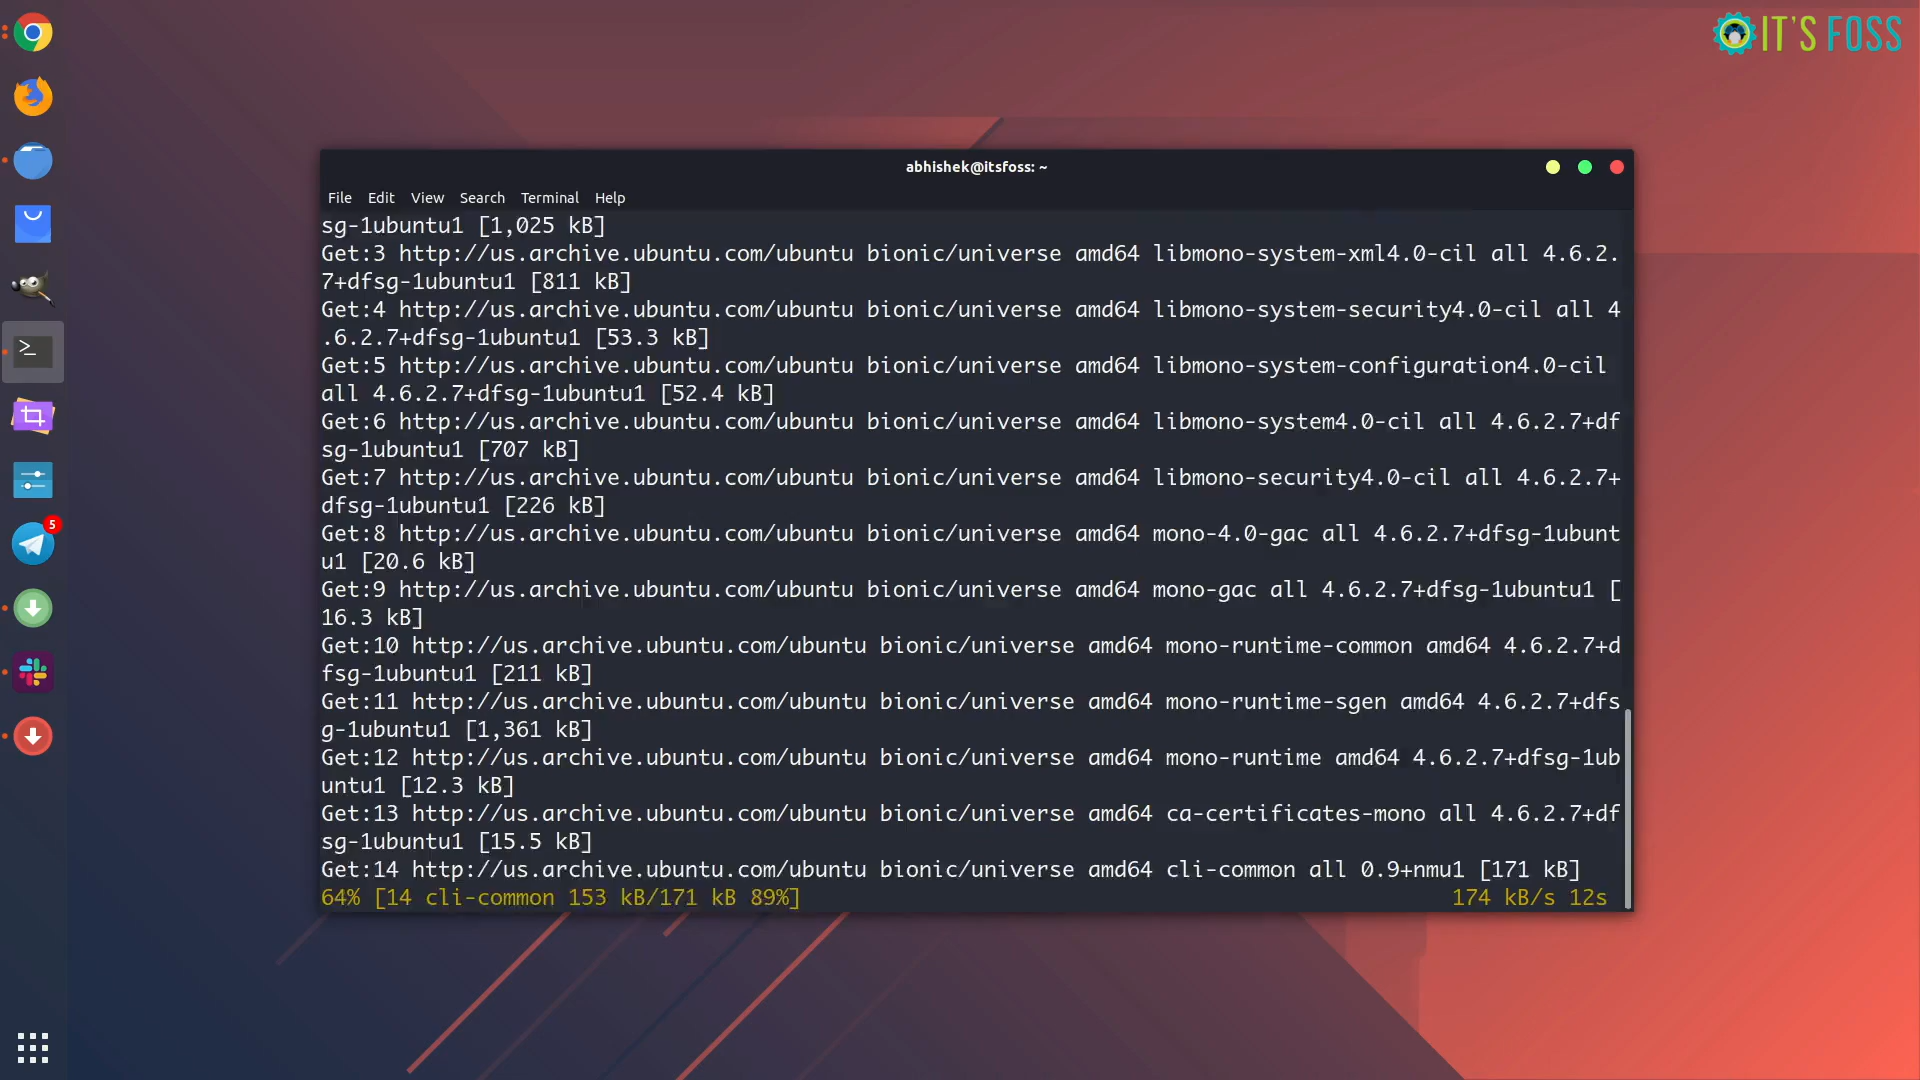 IT'S FOSS
abhishek@itsfoss: ~
File Edit View Search Terminal Help
sg-1ubuntu1 [1,025 kB]
Get:3 http://us.archive.ubuntu.com/ubuntu bionic/universe amd64 libmono-system-xml4.0-cil all 4.6.2.
7+dfsg-1ubuntu1 [811 kB]
Get:4 http://us.archive.ubuntu.com/ubuntu bionic/universe amd64 libmono-system-security4.0-cil all 4
.6.2.7+dfsg-1ubuntu1 [53.3 kB]
Get:5 http://us.archive.ubuntu.com/ubuntu bionic/universe amd64 libmono-system-configuration4.0-cil
all 4.6.2.7+dfsg-1ubuntu1 [52.4 kB]
Get:6 http://us.archive.ubuntu.com/ubuntu bionic/universe amd64 libmono-system4.0-cil all 4.6.2.7+df
sg-1ubuntu1 [707 kB]
Get:7 http://us.archive.ubuntu.com/ubuntu bionic/universe amd64 libmono-security4.0-cil all 4.6.2.7+
dfsg-1ubuntu1 [226 kB]
Get:8 http://us.archive.ubuntu.com/ubuntu bionic/universe amd64 mono-4.0-gac all 4.6.2.7+dfsg-1ubunt
u1 [20.6 kB]
Get:9 http://us.archive.ubuntu.com/ubuntu bionic/universe amd64 mono-gac all 4.6.2.7+dfsg-1ubuntu1 [
16.3 kB]
Get:10 http://us.archive.ubuntu.com/ubuntu bionic/universe amd64 mono-runtime-common amd64 4.6.2.7+d
fsg-1ubuntu1 [211 kB]
Get:11 http://us.archive.ubuntu.com/ubuntu bionic/universe amd64 mono-runtime-sgen amd64 4.6.2.7+dfs
g-1ubuntu1 [1,361 kB]
Get:12 http://us.archive.ubuntu.com/ubuntu bionic/universe amd64 mono-runtime amd64 4.6.2.7+dfsg-1ub
untu1 [12.3 kB]
Get:13 http://us.archive.ubuntu.com/ubuntu bionic/universe amd64 ca-certificates-mono all 4.6.2.7+df
sg-1ubuntu1 [15.5 kB]
Get:14 http://us.archive.ubuntu.com/ubuntu bionic/universe amd64 cli-common all 0.9+nmu1 [171 kB]
64% [14 cli-common 153 kB/171 kB 89%] 174 kB/s 12s
5